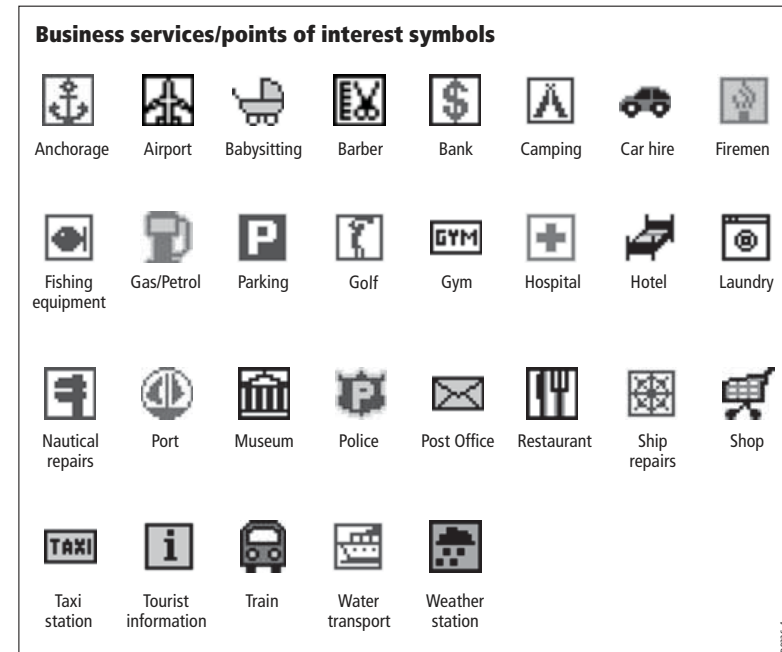 Business services/points of interest symbols
$
Anchorage Airport Babysitting Barber Bank Camping Car hire Firemen
P GYM
Fishing equipment Gas/Petrol Parking Golf Gym Hospital Hotel Laundry
P
Nautical repairs Port Museum Police Post Office Restaurant Ship repairs Shop
TAXI i
Taxi station Tourist information Train Water transport Weather station